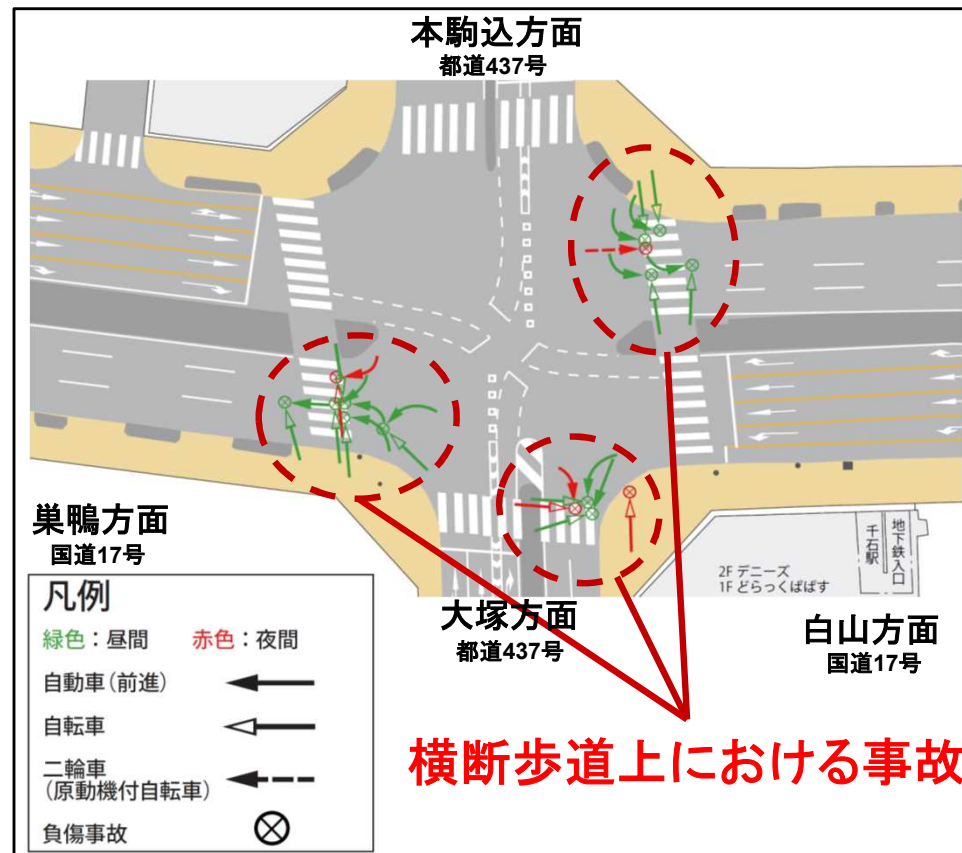 本駒込方面
都道437号
巣鴨方面
国道17号
大塚方面
都道437号
2F デニーズ
1F どらっぐぱぱす
千石駅
地下鉄入口
白山方面
国道17号
凡例
緑色：昼間 赤色：夜間
自動車(前進)
自転車
二輪車
(原動機付自転車)
負傷事故
横断歩道上における事故